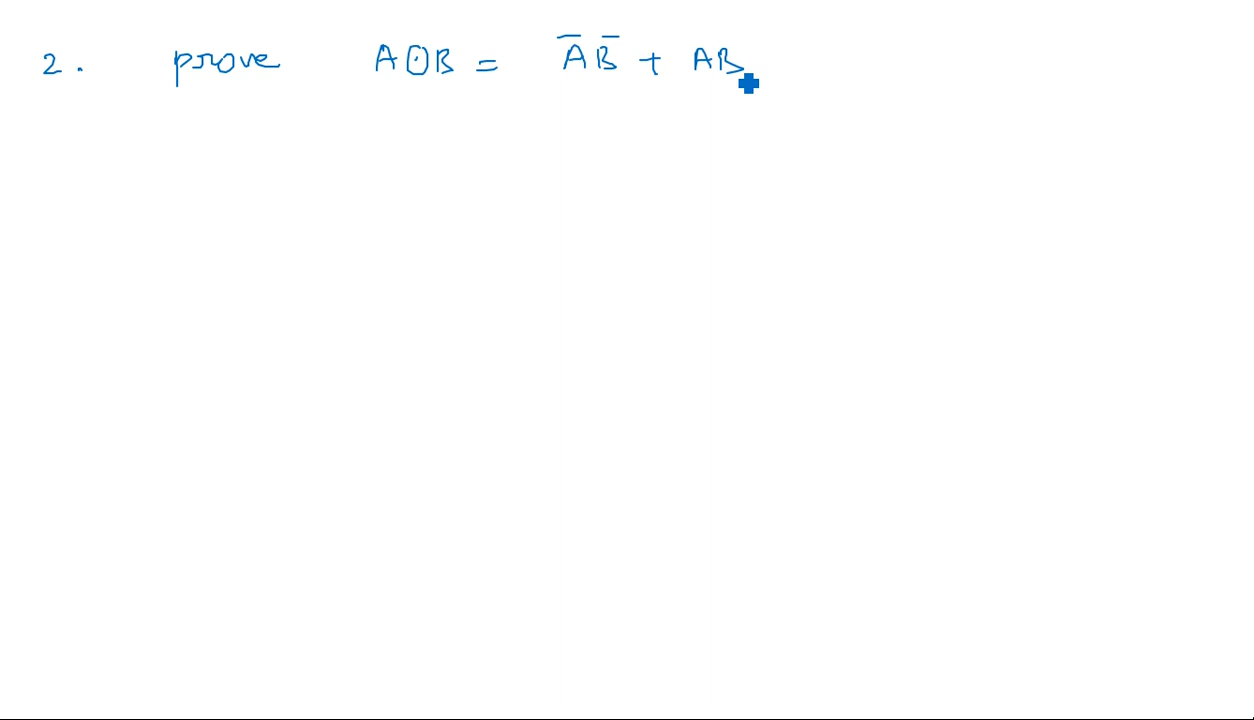 2. prove A⊙B = A̅ B̅ + AB